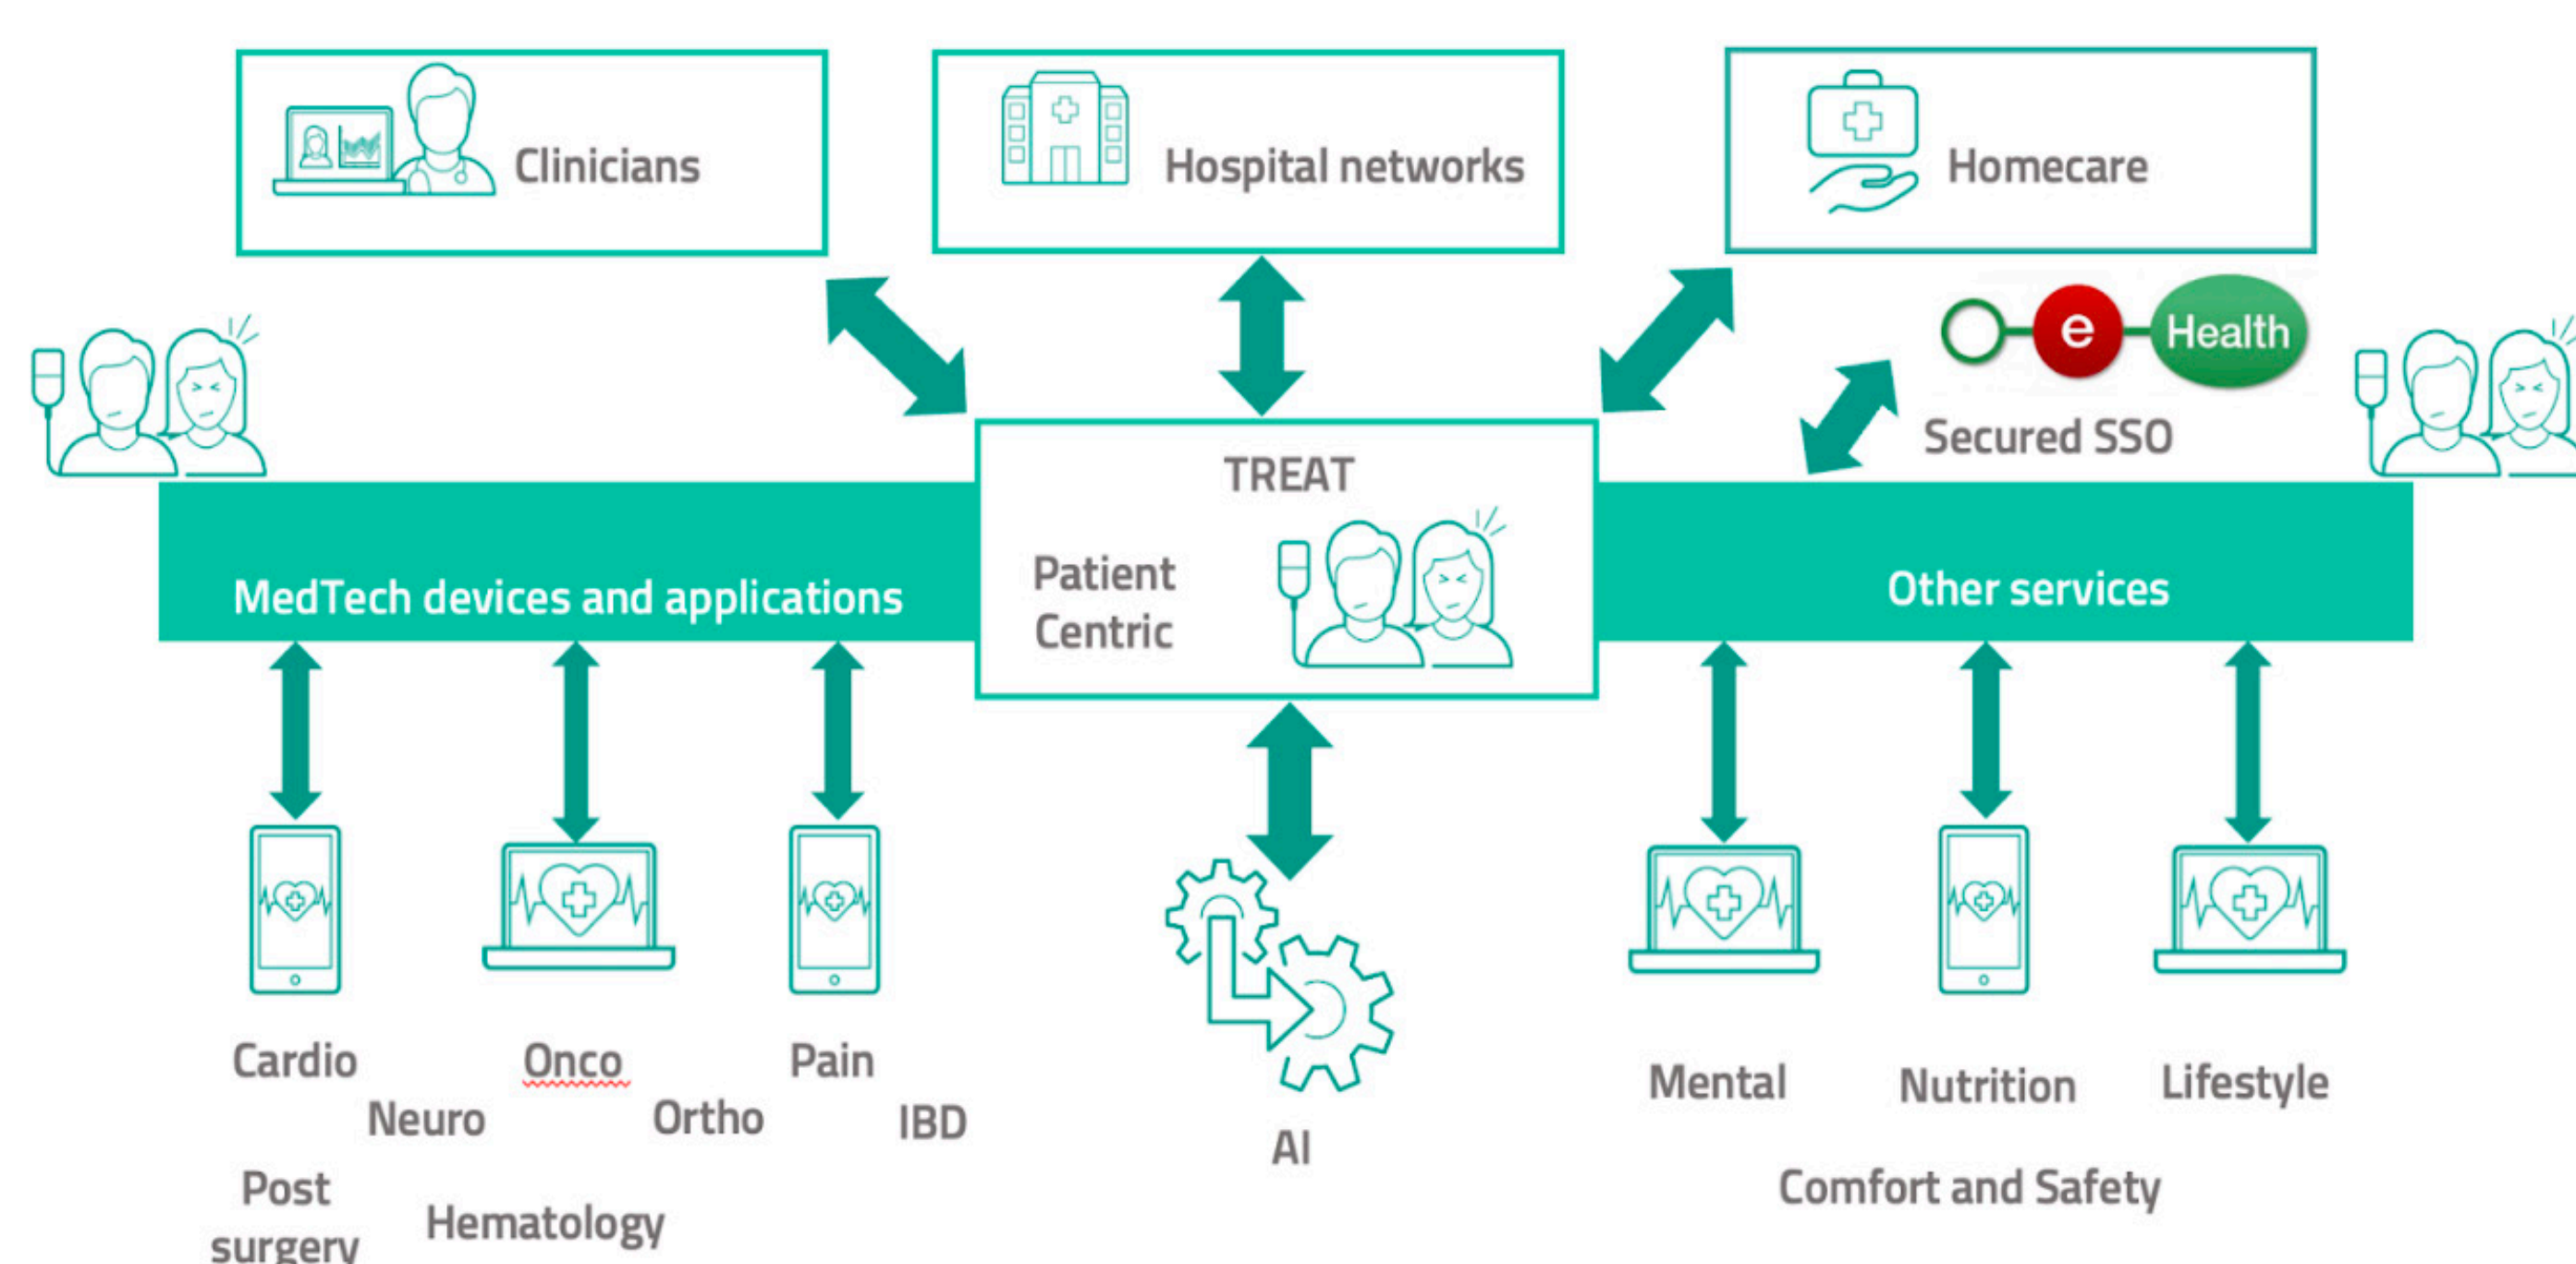 Clinicians
Hospital networks
Homecare
e Health
Secured SSO
TREAT
Patient
Centric
MedTech devices and applications
Other services
Cardio
Onco
Pain
Neuro
Ortho
IBD
Post
surgery
Hematology
AI
Mental
Nutrition
Lifestyle
Comfort and Safety